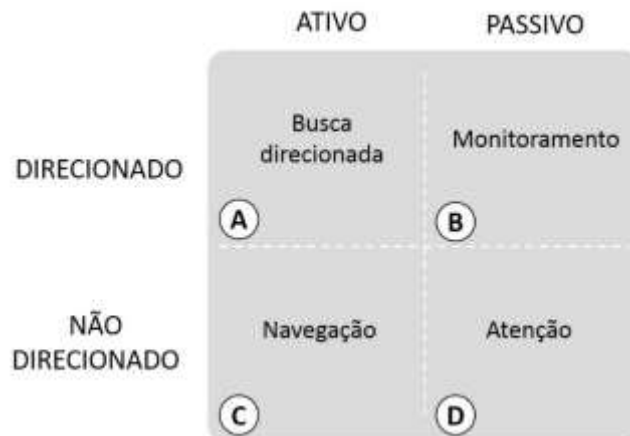 ATIVO PASSIVO
DIRECIONADO
Busca
direcionada
Monitoramento
A
B
NÃO
DIRECIONADO
Navegação
Atenção
C
D